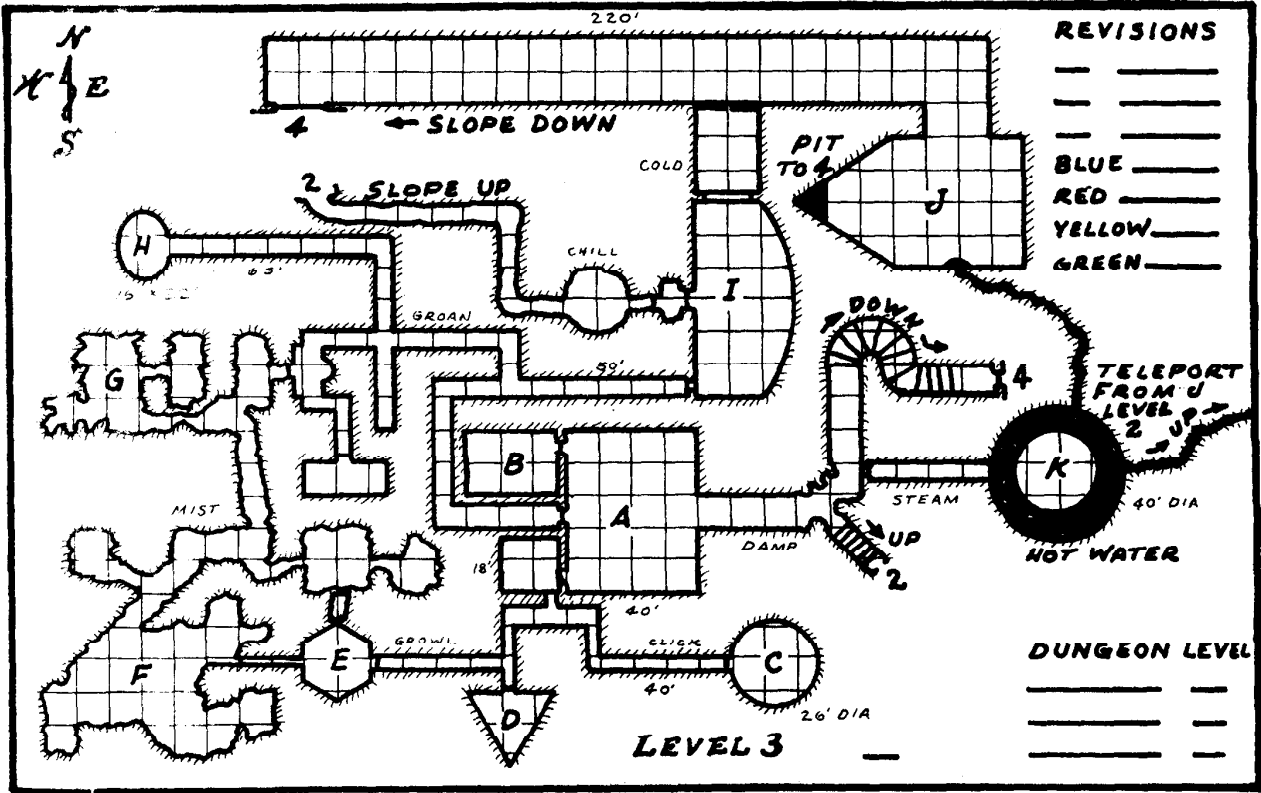 220'
REVISIONS
N
E
S
4
← SLOPE DOWN
COLD
PIT
TO 4
BLUE
RED
YELLOW
GREEN
J
2
SLOPE UP
H
65'
CHILL
I
DOWN
GROAN
G
50'
4
TELEPORT
FROM J
LEVEL
2
UP
B
A
K
STEAM
40' DIA
MIST
DAMP
UP
2
HOT WATER
18'
40'
GROWL
CLICK
E
F
C
40'
D
26' DIA
DUNGEON LEVEL
LEVEL 3